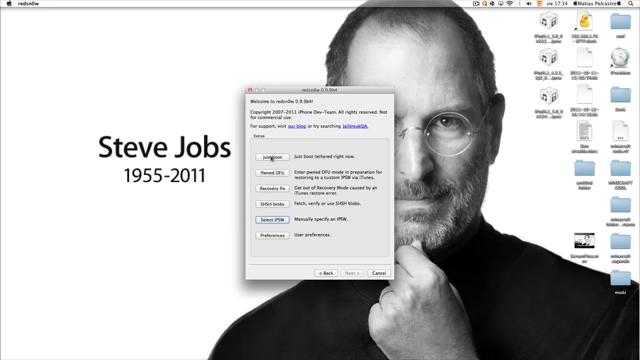 redsn0w
vie 17:34
Matias Pelcastre
redsn0w 0.9.9b4
Welcome to redsn0w 0.9.9b4!
Copyright 2007-2011 iPhone Dev-Team. All rights reserved. Not
for commercial use.
For support, visit our blog or try searching JailbreakQA.
Extras
Just boot
Just boot tethered right now.
Pwned DFU
Enter pwned DFU mode in preparation for
restoring to a custom IPSW via iTunes.
Recovery fix
Get out of Recovery Mode caused by an
iTunes restore error.
SHSH blobs
Fetch, verify or use SHSH blobs.
Select IPSW
Manually specify an IPSW.
Preferences
User preferences.
< Back
Next >
Cancel
Steve Jobs
1955-2011
untitled
folder
mods